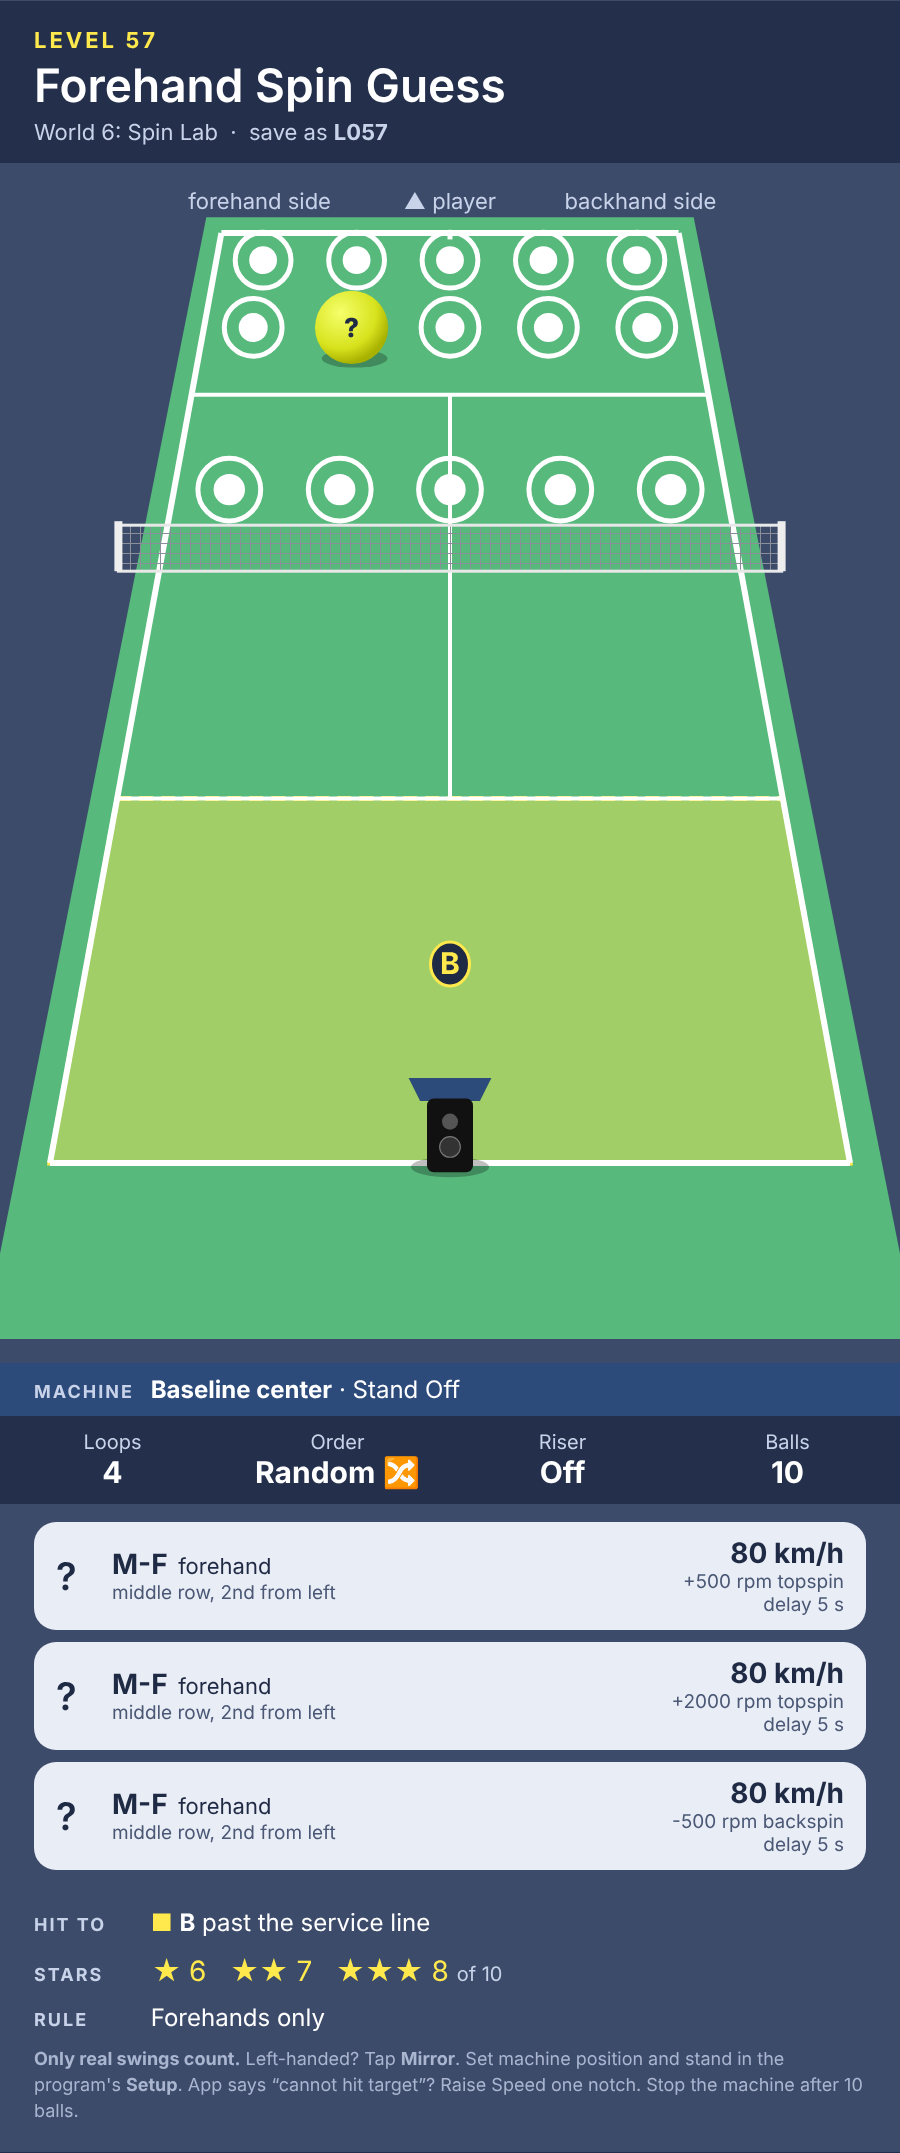 LEVEL 57
Forehand Spin Guess
World 6: Spin Lab · save as L057
forehand side ▲ player backhand side
?
B
MACHINE Baseline center · Stand Off
Loops Order Riser Balls
4 Random 🔀 Off 10
? M-F forehand 80 km/h
middle row, 2nd from left +500 rpm topspin
delay 5 s
? M-F forehand 80 km/h
middle row, 2nd from left +2000 rpm topspin
delay 5 s
? M-F forehand 80 km/h
middle row, 2nd from left -500 rpm backspin
delay 5 s
HIT TO ■ B past the service line
STARS ★ 6 ★★ 7 ★★★ 8 of 10
RULE Forehands only
Only real swings count. Left-handed? Tap Mirror. Set machine position and stand in the
program's Setup. App says “cannot hit target”? Raise Speed one notch. Stop the machine after 10
balls.